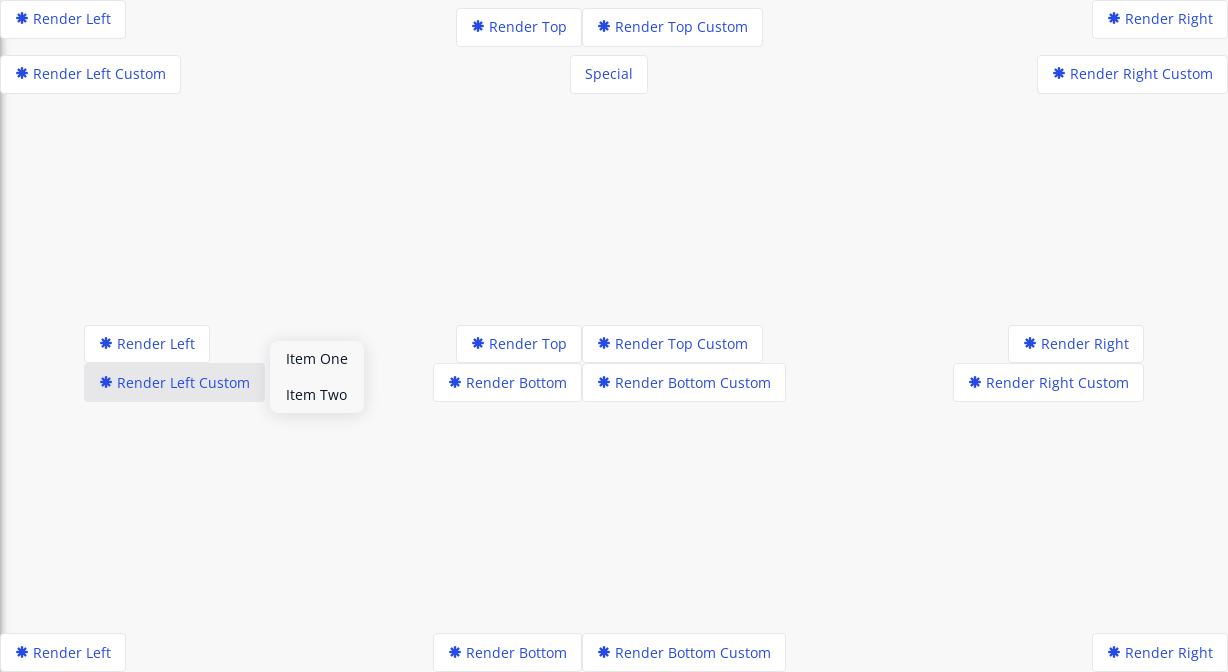 Render Left
Render Top
Render Top Custom
Render Right
Render Left Custom
Special
Render Right Custom
Render Left
Render Top
Render Top Custom
Render Right
Item One
Render Left Custom
Render Bottom
Render Bottom Custom
Render Right Custom
Item Two
Render Left
Render Bottom
Render Bottom Custom
Render Right